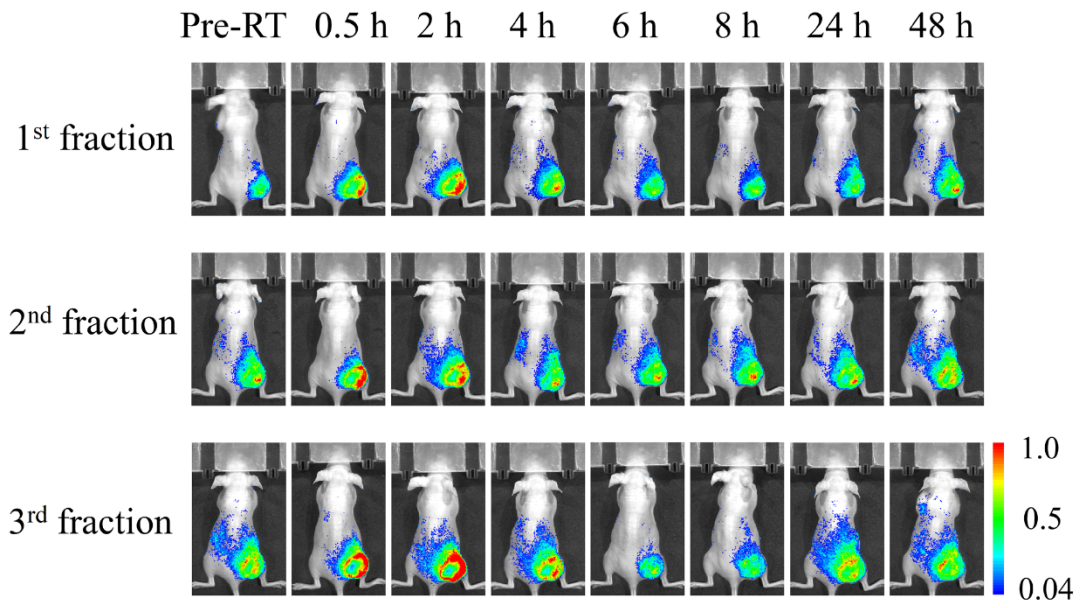 Pre-RT 0.5 h 2 h 4 h 6 h 8 h 24 h 48 h
1st fraction
2nd fraction
3rd fraction
1.0
0.5
0.04